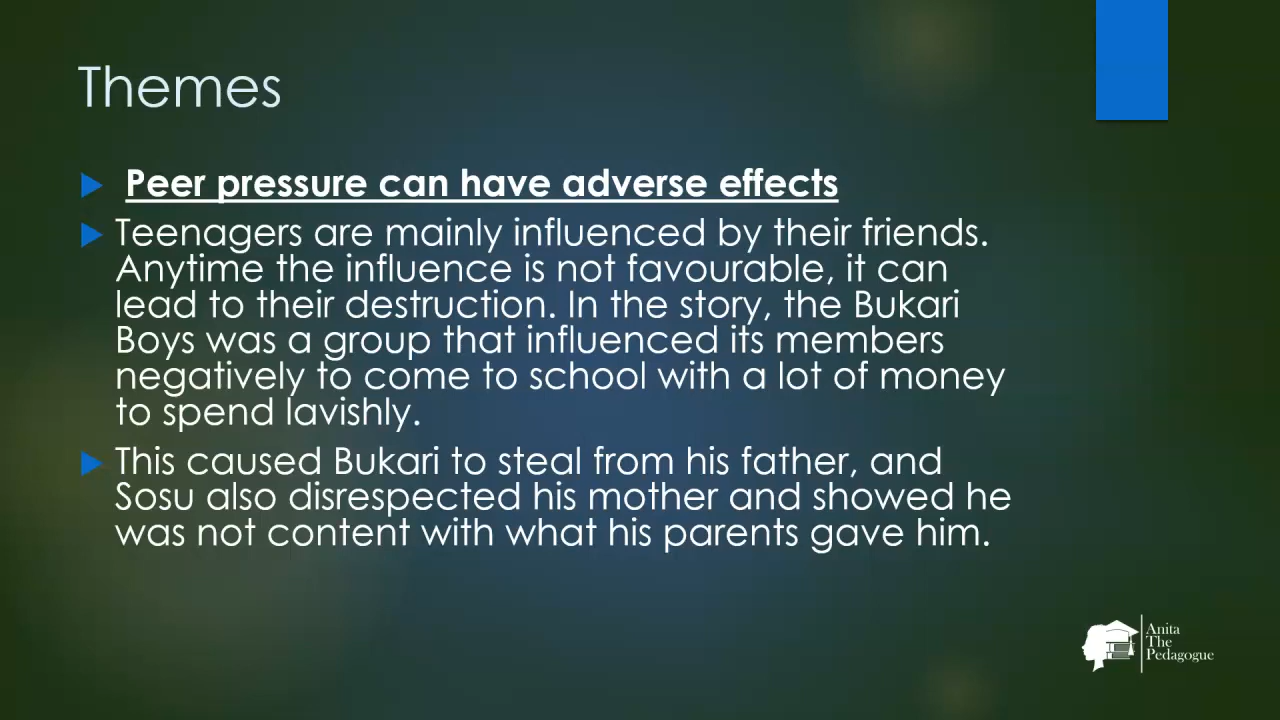 Themes
Peer pressure can have adverse effects
Teenagers are mainly influenced by their friends.
Anytime the influence is not favourable, it can
lead to their destruction. In the story, the Bukari
Boys was a group that influenced its members
negatively to come to school with a lot of money
to spend lavishly.
This caused Bukari to steal from his father, and
Sosu also disrespected his mother and showed he
was not content with what his parents gave him.
Anita
The
Pedagogue